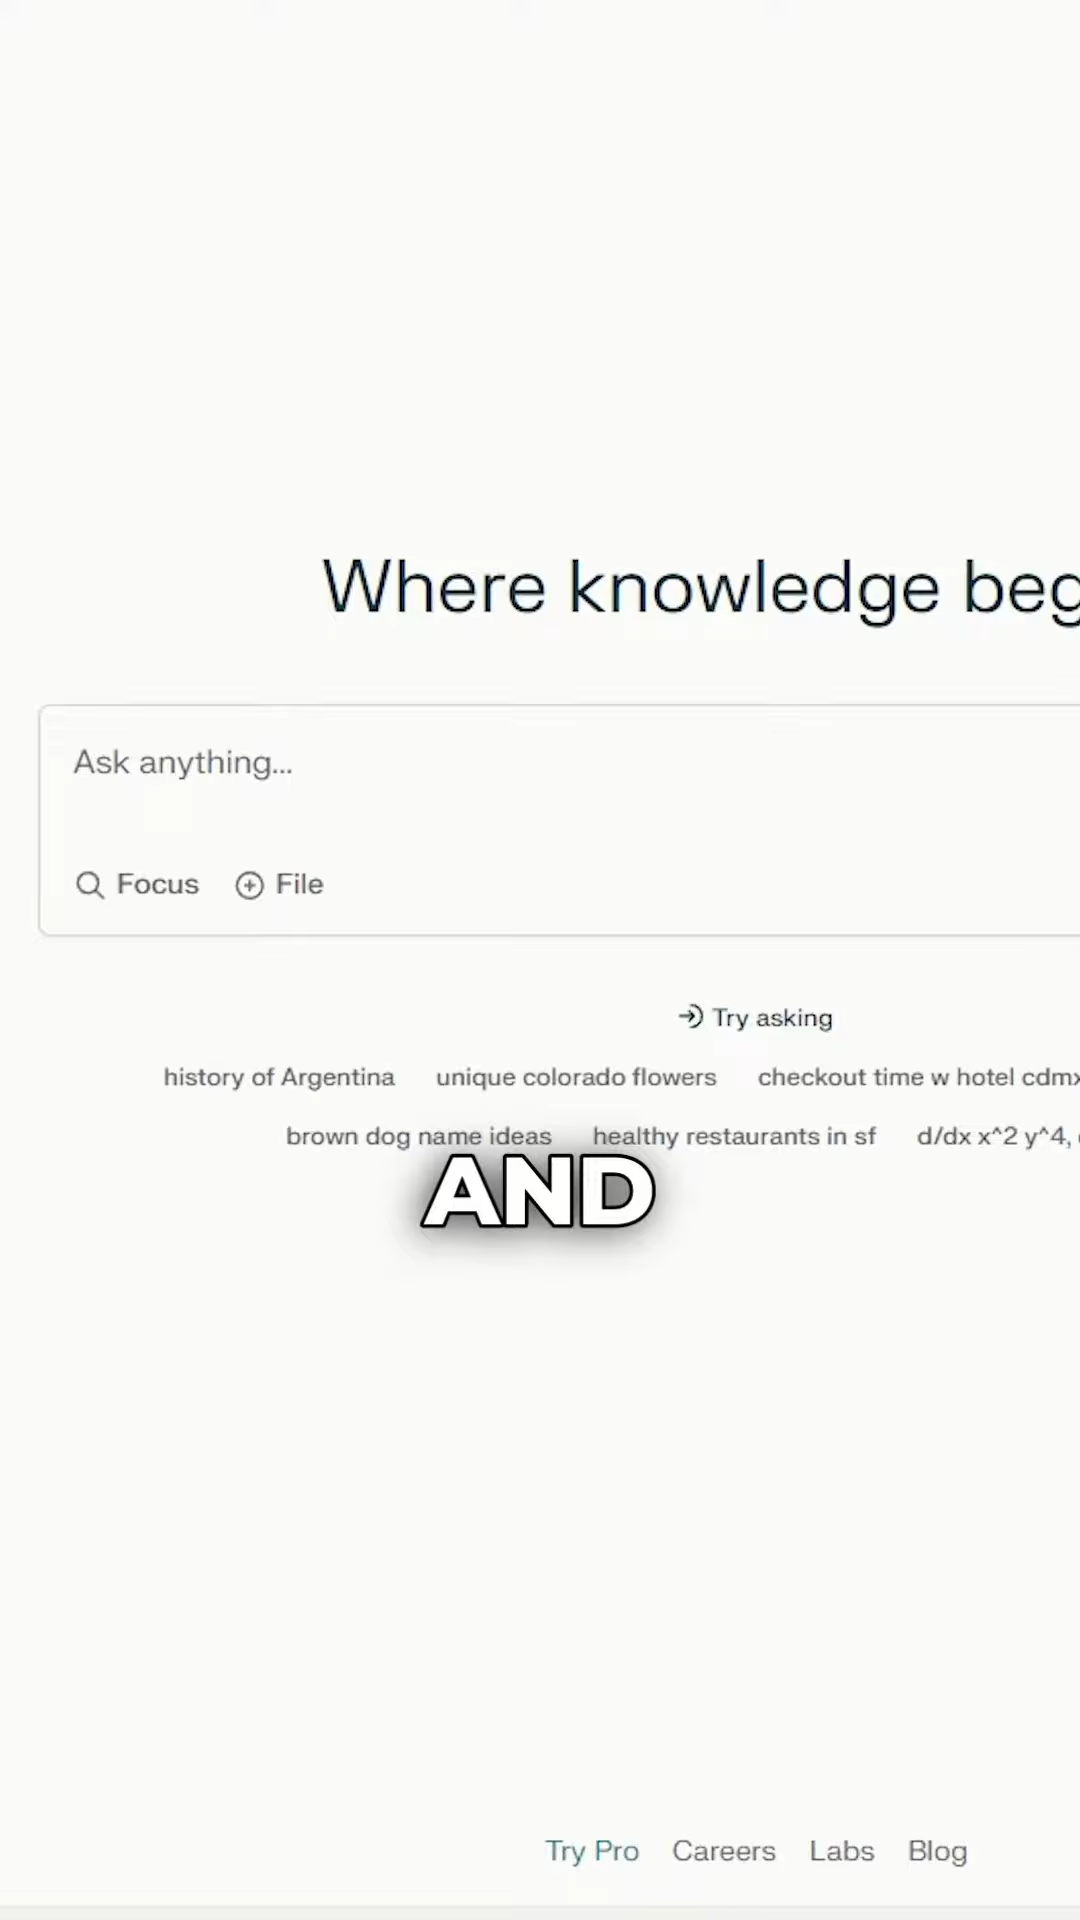 Where knowledge beg
Ask anything...
Focus File
Try asking
history of Argentina unique colorado flowers checkout time w hotel cdmx
brown dog name ideas healthy restaurants in sf d/dx x^2 y^4,
AND
Try Pro Careers Labs Blog